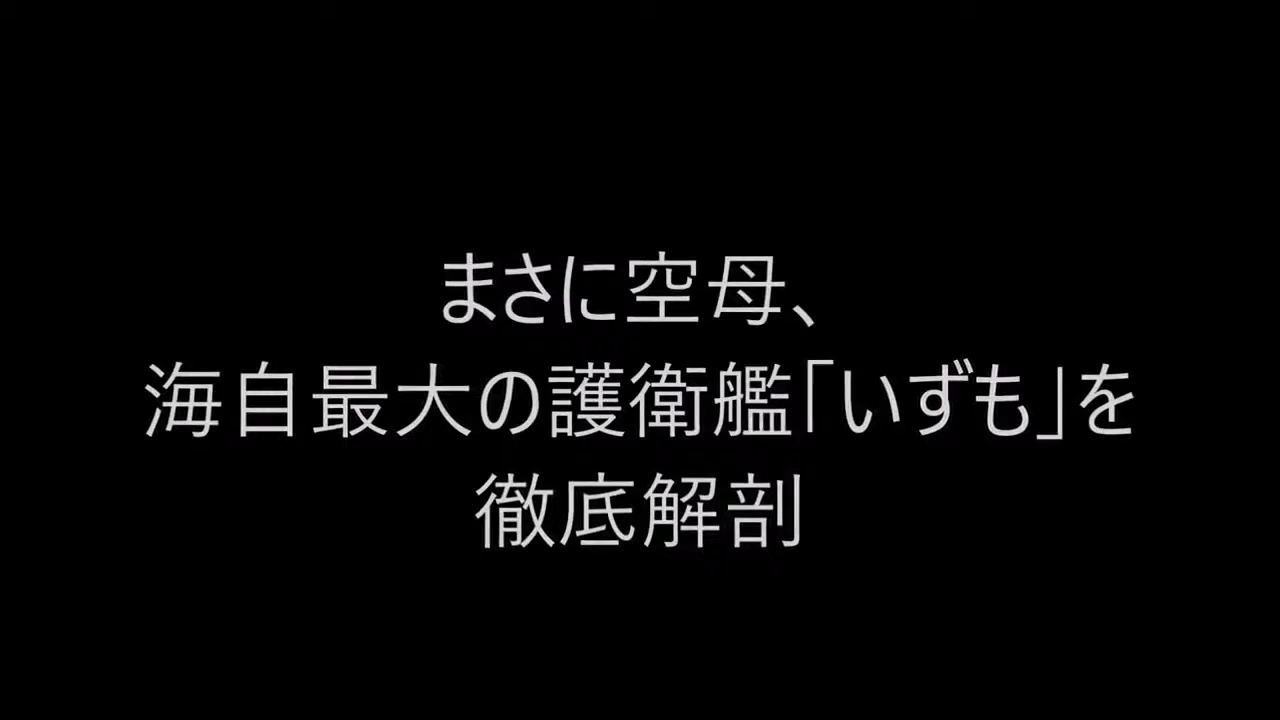 まさに空母、
海自最大の護衛艦「いずも」を
徹底解剖